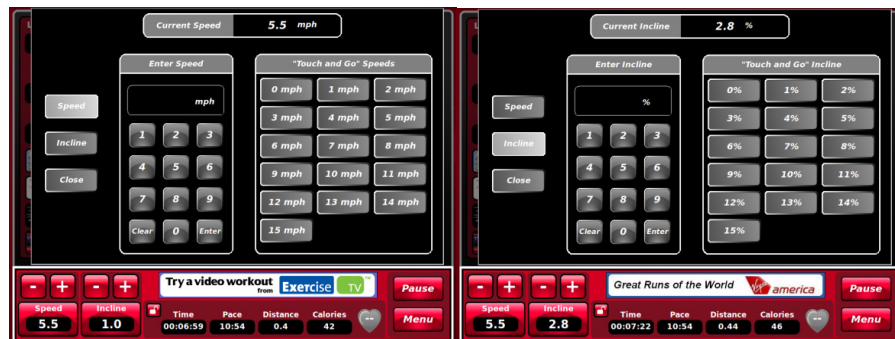 Current Speed 5.5 mph
Enter Speed
mph
1 2 3
4 5 6
7 8 9
Clear 0 Enter
"Touch and Go" Speeds
0 mph 1 mph 2 mph
3 mph 4 mph 5 mph
6 mph 7 mph 8 mph
9 mph 10 mph 11 mph
12 mph 13 mph 14 mph
15 mph
Speed
Incline
Close
- + - +
Try a video workout
from Exercise TV
Pause
Speed
5.5
Incline
1.0
Time Pace Distance Calories
00:06:59 10:54 0.4 42
--
Menu
Current Incline 2.8 %
Enter Incline
%
1 2 3
4 5 6
7 8 9
Clear 0 Enter
"Touch and Go" Incline
0% 1% 2%
3% 4% 5%
6% 7% 8%
9% 10% 11%
12% 13% 14%
15%
Speed
Incline
Close
- + - +
Great Runs of the World Virgin america
Pause
Speed
5.5
Incline
2.8
Time Pace Distance Calories
00:07:22 10:54 0.44 46
--
Menu